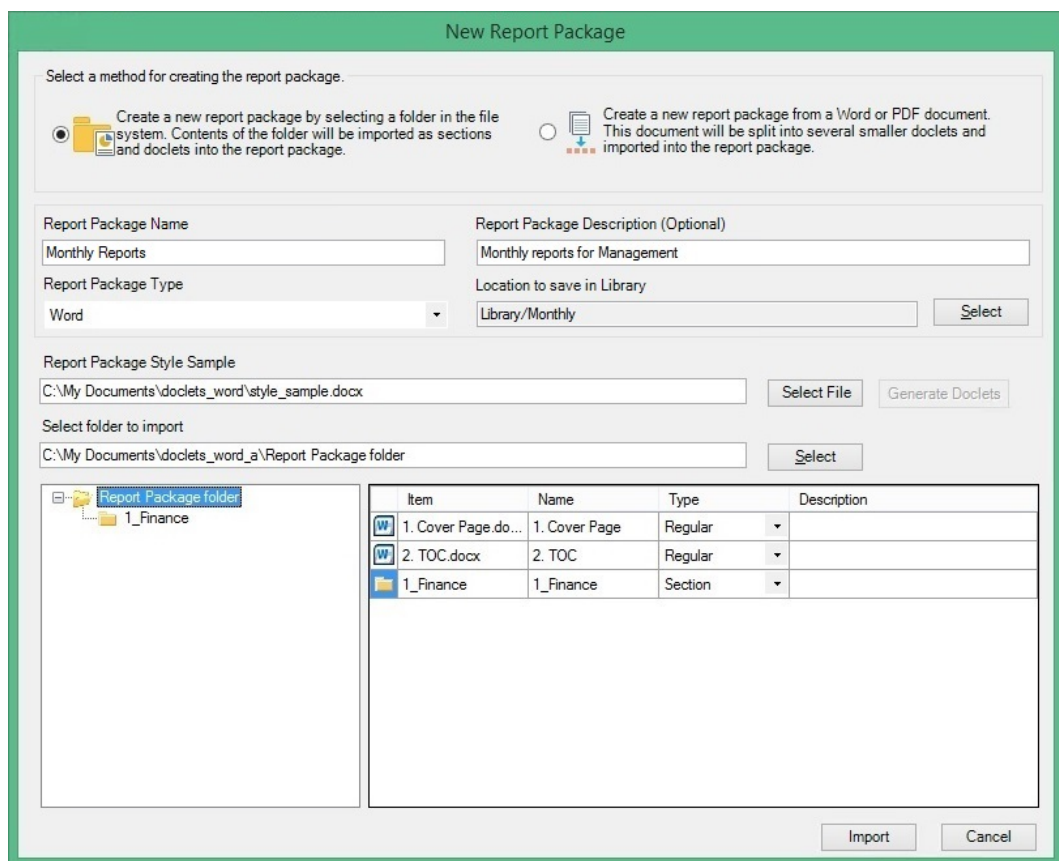 New Report Package
Select a method for creating the report package.
Create a new report package by selecting a folder in the file
system. Contents of the folder will be imported as sections
and doclets into the report package.
Create a new report package from a Word or PDF document.
This document will be split into several smaller doclets and
imported into the report package.
Report Package Name
Monthly Reports
Report Package Description (Optional)
Monthly reports for Management
Report Package Type
Word
Location to save in Library
Library/Monthly
Select
Report Package Style Sample
C:\My Documents\doclets_word\style_sample.docx
Select File
Generate Doclets
Select folder to import
C:\My Documents\doclets_word_a\Report Package folder
Select
Report Package folder
1_Finance
Item Name Type Description
1. Cover Page.do... 1. Cover Page Regular
2. TOC.docx 2. TOC Regular
1_Finance 1_Finance Section
Import
Cancel